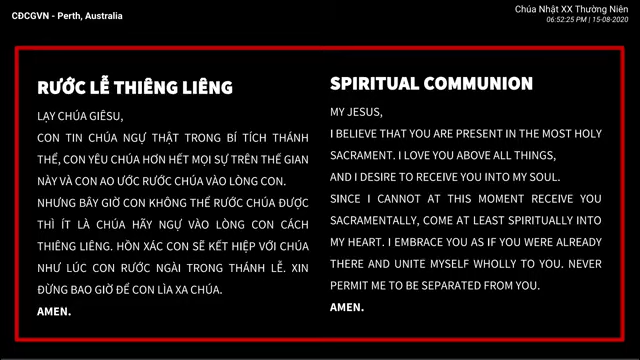 CĐCGVN - Perth, Australia
Chúa Nhật XX Thường Niên
06:52:25 PM | 15-08-2020
RƯỚC LỄ THIÊNG LIÊNG
LẠY CHÚA GIÊSU,
CON TIN CHÚA NGỰ THẬT TRONG BÍ TÍCH THÁNH
THỂ, CON YÊU CHÚA HƠN HẾT MỌI SỰ TRÊN THẾ GIAN
NÀY VÀ CON AO ƯỚC RƯỚC CHÚA VÀO LÒNG CON.
NHƯNG BÂY GIỜ CON KHÔNG THỂ RƯỚC CHÚA ĐƯỢC
THÌ ÍT LÀ CHÚA HÃY NGỰ VÀO LÒNG CON CÁCH
THIÊNG LIÊNG. HỒN XÁC CON SẼ KẾT HIỆP VỚI CHÚA
NHƯ LÚC CON RƯỚC NGÀI TRONG THÁNH LỄ. XIN
ĐỪNG BAO GIỜ ĐỂ CON LÌA XA CHÚA.
AMEN.
SPIRITUAL COMMUNION
MY JESUS,
I BELIEVE THAT YOU ARE PRESENT IN THE MOST HOLY
SACRAMENT. I LOVE YOU ABOVE ALL THINGS,
AND I DESIRE TO RECEIVE YOU INTO MY SOUL.
SINCE I CANNOT AT THIS MOMENT RECEIVE YOU
SACRAMENTALLY, COME AT LEAST SPIRITUALLY INTO
MY HEART. I EMBRACE YOU AS IF YOU WERE ALREADY
THERE AND UNITE MYSELF WHOLLY TO YOU. NEVER
PERMIT ME TO BE SEPARATED FROM YOU.
AMEN.